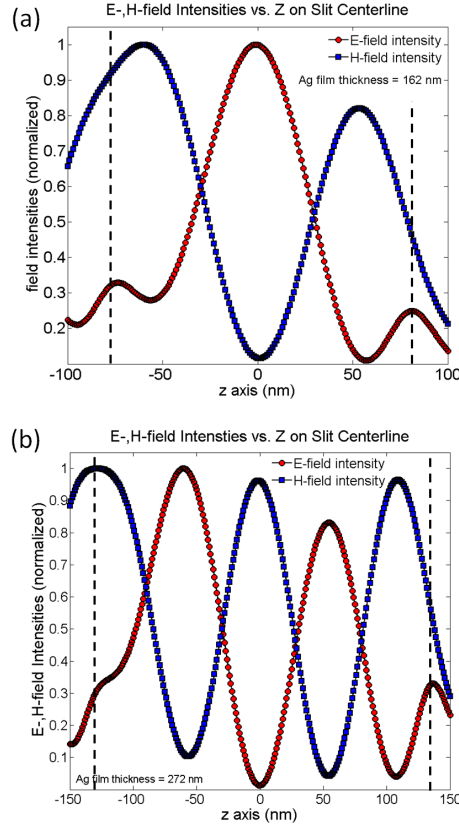 (a)
E-,H-field Intensities vs. Z on Slit Centerline
E-field intensity
H-field intensity
Ag film thickness = 162 nm
field intensities (normalized)
1
0.9
0.8
0.7
0.6
0.5
0.4
0.3
0.2
-100 -50 0 50 100
z axis (nm)
(b)
E-,H-field Intensties vs. Z on Slit Centerline
E-field intensity
H-field intensity
E-,H-field Intensities (normalized)
1
0.9
0.8
0.7
0.6
0.5
0.4
0.3
0.2
0.1
Ag film thickness = 272 nm
-150 -100 -50 0 50 100 150
z axis (nm)